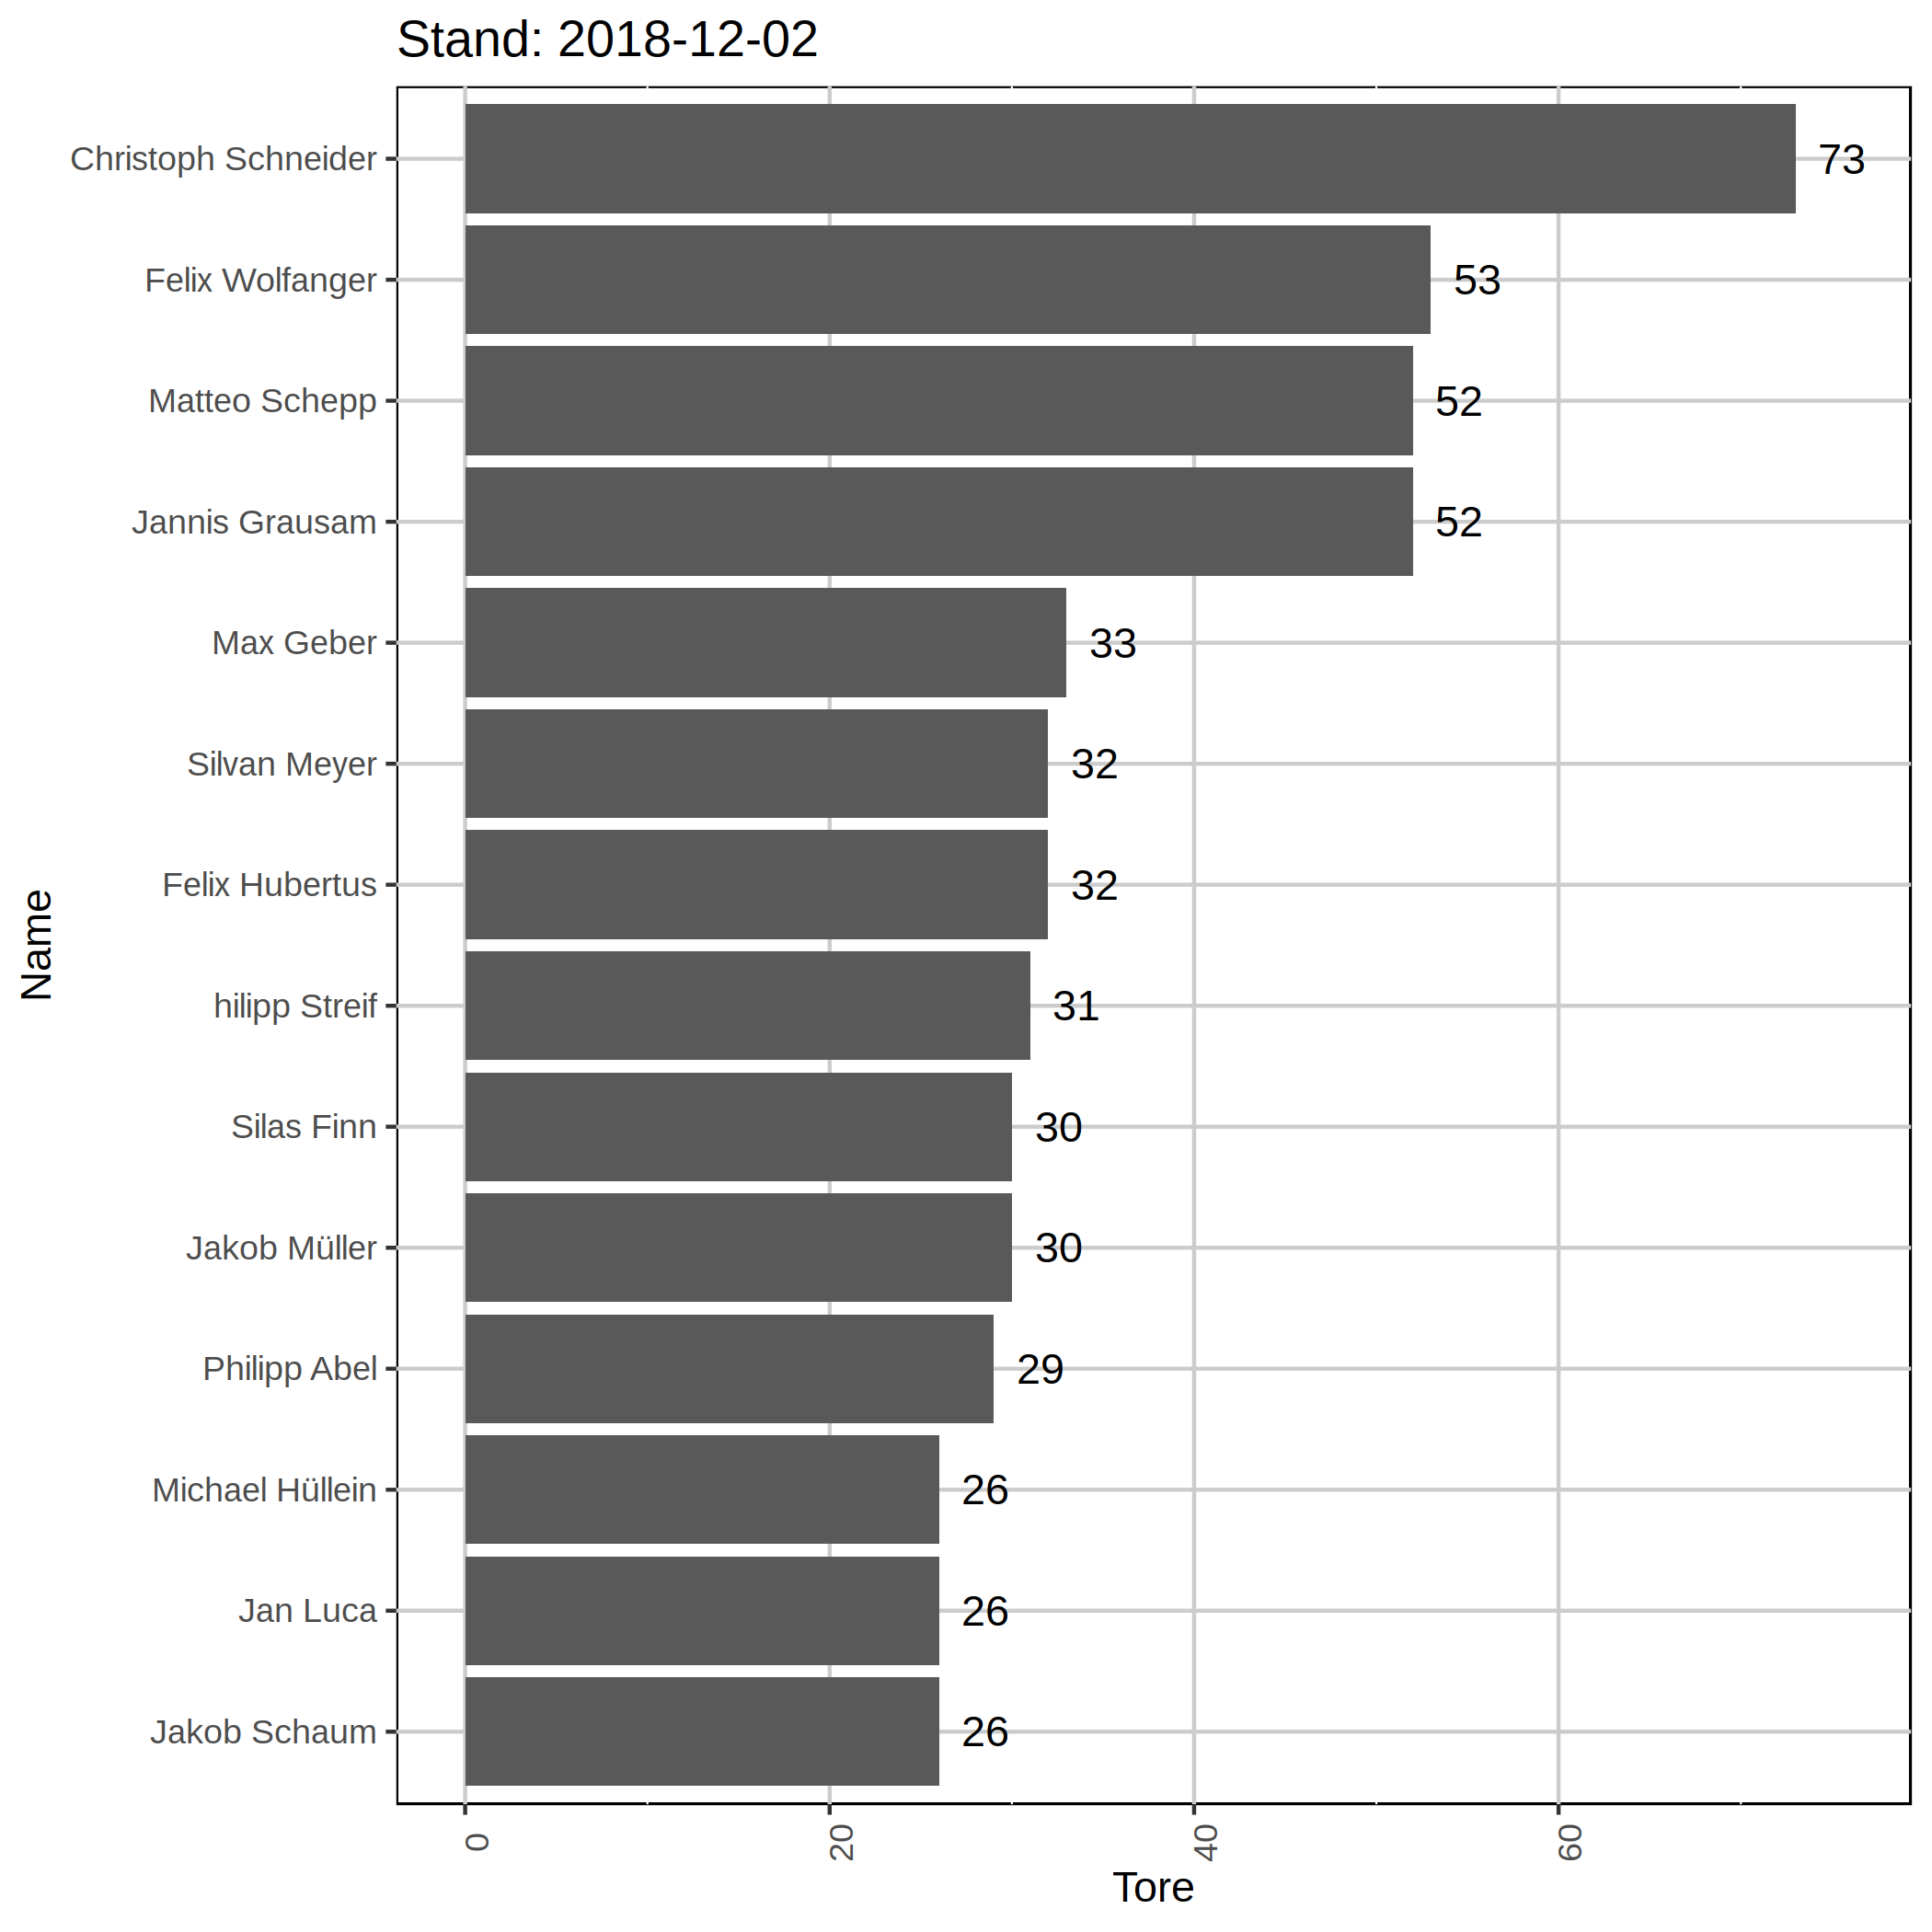 Stand: 2018-12-02
Christoph Schneider 73
Felix Wolfanger 53
Matteo Schepp 52
Jannis Grausam 52
Max Geber 33
Silvan Meyer 32
Felix Hubertus 32
hilipp Streif 31
Silas Finn 30
Jakob Müller 30
Philipp Abel 29
Michael Hüllein 26
Jan Luca 26
Jakob Schaum 26
Name
0 20 40 60
Tore